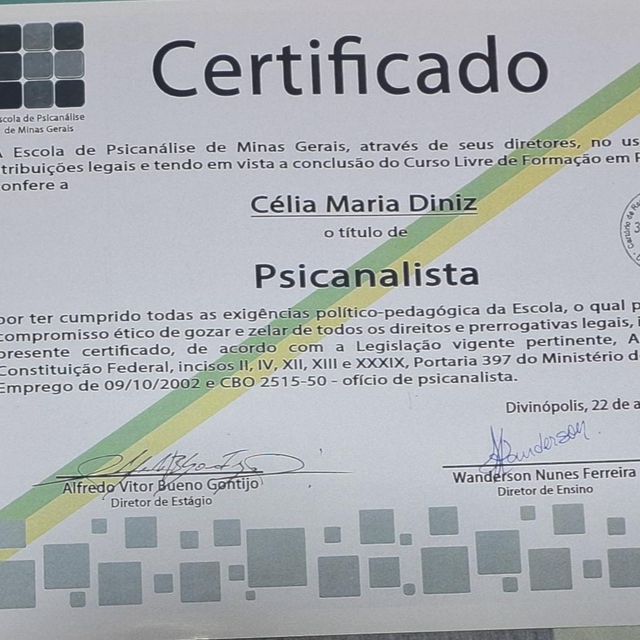 Certificado
Escola de Psicanálise
de Minas Gerais
A Escola de Psicanálise de Minas Gerais, através de seus diretores, no us
tribuições legais e tendo em vista a conclusão do Curso Livre de Formação em P
onfere a
Célia Maria Diniz
o título de
Psicanalista
por ter cumprido todas as exigências político-pedagógica da Escola, o qual p
compromisso ético de gozar e zelar de todos os direitos e prerrogativas legais,
presente certificado, de acordo com a Legislação vigente pertinente, A
Constituição Federal, incisos II, IV, XII, XIII e XXXIX, Portaria 397 do Ministério d
Emprego de 09/10/2002 e CBO 2515-50 - ofício de psicanalista.
Divinópolis, 22 de a
Alfredo Vitor Bueno Gontijo
Diretor de Estágio
Wanderson
Wanderson Nunes Ferreira
Diretor de Ensino